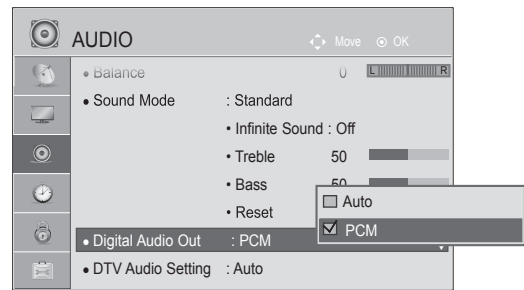 AUDIO Move OK
• Balance 0 L R
• Sound Mode : Standard
• Infinite Sound : Off
• Treble 50
• Bass 50
• Reset
Auto
PCM
• Digital Audio Out : PCM
• DTV Audio Setting : Auto